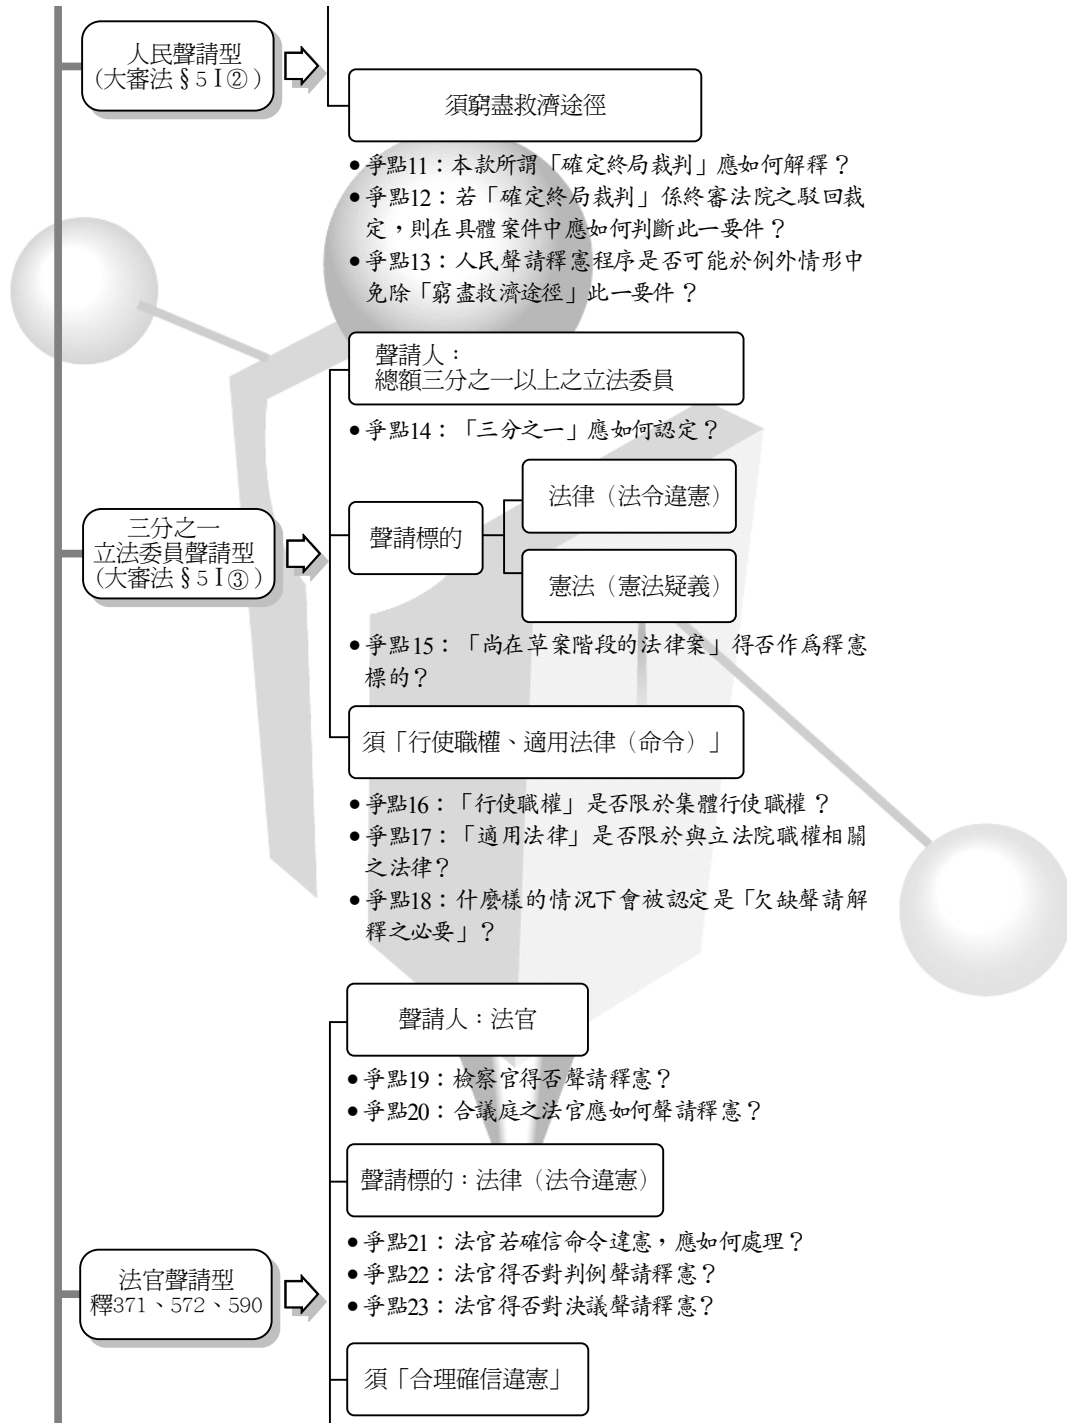 人民聲請型
(大審法§5Ⅰ②)
須窮盡救濟途徑
•爭點11：本款所謂「確定終局裁判」應如何解釋？
•爭點12：若「確定終局裁判」係終審法院之駁回裁
定，則在具體案件中應如何判斷此一要件？
•爭點13：人民聲請釋憲程序是否可能於例外情形中
免除「窮盡救濟途徑」此一要件？
聲請人：
總額三分之一以上之立法委員
•爭點14：「三分之一」應如何認定？
法律（法令違憲）
聲請標的
憲法（憲法疑義）
三分之一
立法委員聲請型
(大審法§5Ⅰ③)
•爭點15：「尚在草案階段的法律案」得否作爲釋憲
標的？
須「行使職權、適用法律（命令）」
•爭點16：「行使職權」是否限於集體行使職權？
•爭點17：「適用法律」是否限於與立法院職權相關
之法律？
•爭點18：什麼樣的情況下會被認定是「欠缺聲請解
釋之必要」？
聲請人：法官
•爭點19：檢察官得否聲請釋憲？
•爭點20：合議庭之法官應如何聲請釋憲？
聲請標的：法律（法令違憲）
•爭點21：法官若確信命令違憲，應如何處理？
•爭點22：法官得否對判例聲請釋憲？
•爭點23：法官得否對決議聲請釋憲？
法官聲請型
釋371、572、590
須「合理確信違憲」